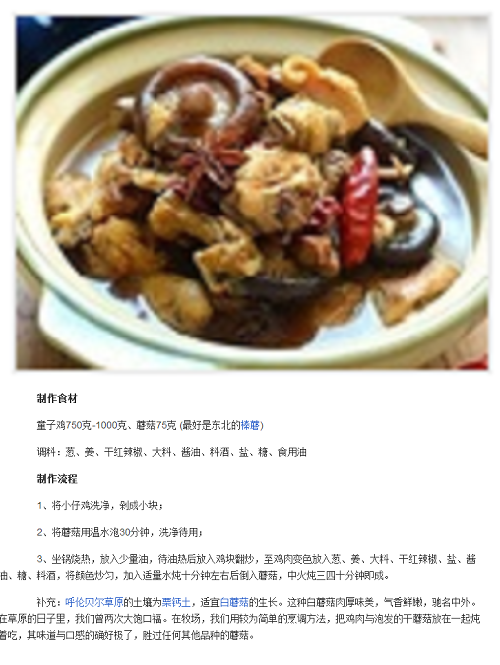 制作食材
童子鸡750克-1000克、蘑菇75克 (最好是东北的榛蘑)
调料：葱、姜、干红辣椒、大料、酱油、料酒、盐、糖、食用油
制作流程
1、将小仔鸡洗净，剁成小块；
2、将蘑菇用温水泡30分钟，洗净待用；
3、坐锅烧热，放入少量油，待油热后放入鸡块翻炒，至鸡肉变色放入葱、姜、大料、干红辣椒、盐、酱
油、糖、料酒，将颜色炒匀，加入适量水炖十分钟左右后倒入蘑菇，中火炖三四十分钟即成。
补充：呼伦贝尔草原的土壤为栗钙土，适宜白蘑菇的生长。这种白蘑菇肉厚味美，气香鲜嫩，驰名中外。
在草原的日子里，我们曾两次大饱口福。在牧场，我们用较为简单的烹调方法，把鸡肉与泡发的干蘑菇放在一起炖
着吃，其味道与口感的确好极了，胜过任何其他品种的蘑菇。